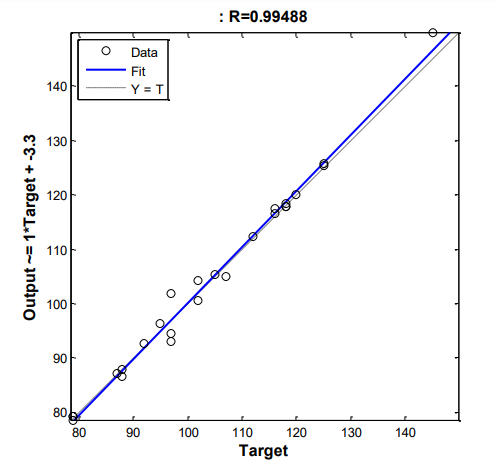 : R=0.99488
Data
Fit
Y = T
140
130
120
110
100
90
80
Output ~= 1*Target + -3.3
80 90 100 110 120 130 140
Target